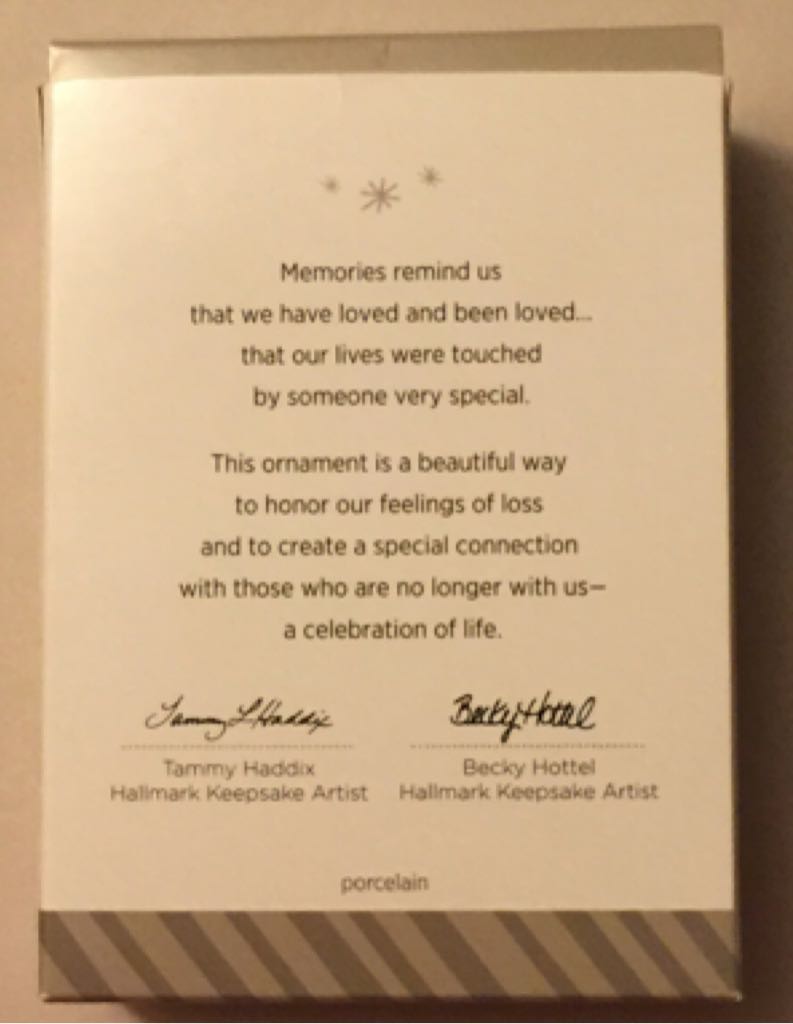 Memories remind us
that we have loved and been loved...
that our lives were touched
by someone very special.
This ornament is a beautiful way
to honor our feelings of loss
and to create a special connection
with those who are no longer with us—
a celebration of life.
Tammy L Haddix Becky Hottel
Tammy Haddix Becky Hottel
Hallmark Keepsake Artist Hallmark Keepsake Artist
porcelain